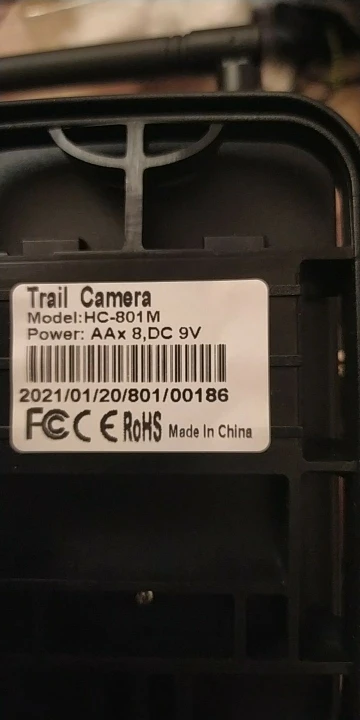 Trail Camera
Model:HC-801M
Power: AAx 8,DC 9V
2021/01/20/801/00186
FCC CE RoHS Made In China